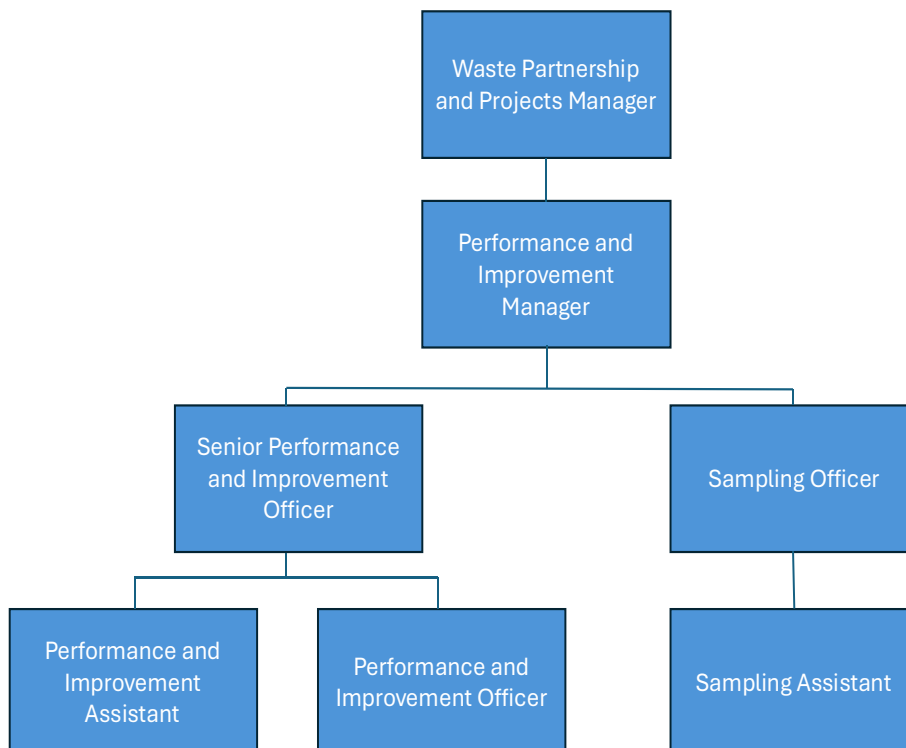 Waste Partnership
and Projects Manager
Performance and
Improvement
Manager
Senior Performance
and Improvement
Officer
Sampling Officer
Performance and
Improvement
Assistant
Performance and
Improvement Officer
Sampling Assistant